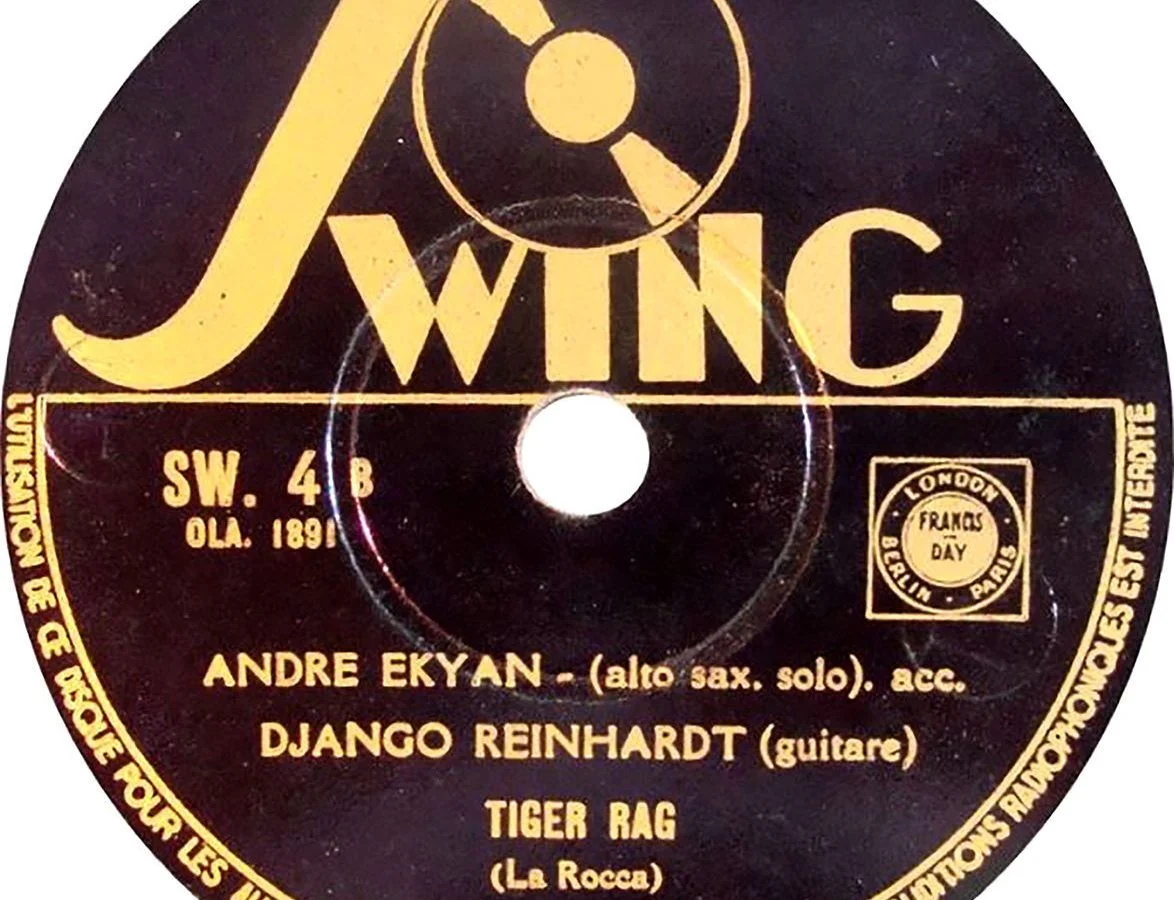 SWING
SW. 4 B
OLA. 1891
LONDON
FRANCIS
DAY
BERLIN · PARIS
ANDRE EKYAN - (alto sax. solo). acc.
DJANGO REINHARDT (guitare)
TIGER RAG
(La Rocca)
L'UTILISATION DE CE DISQUE POUR LES
AUDITIONS RADIOPHONIQUES EST INTERDITE